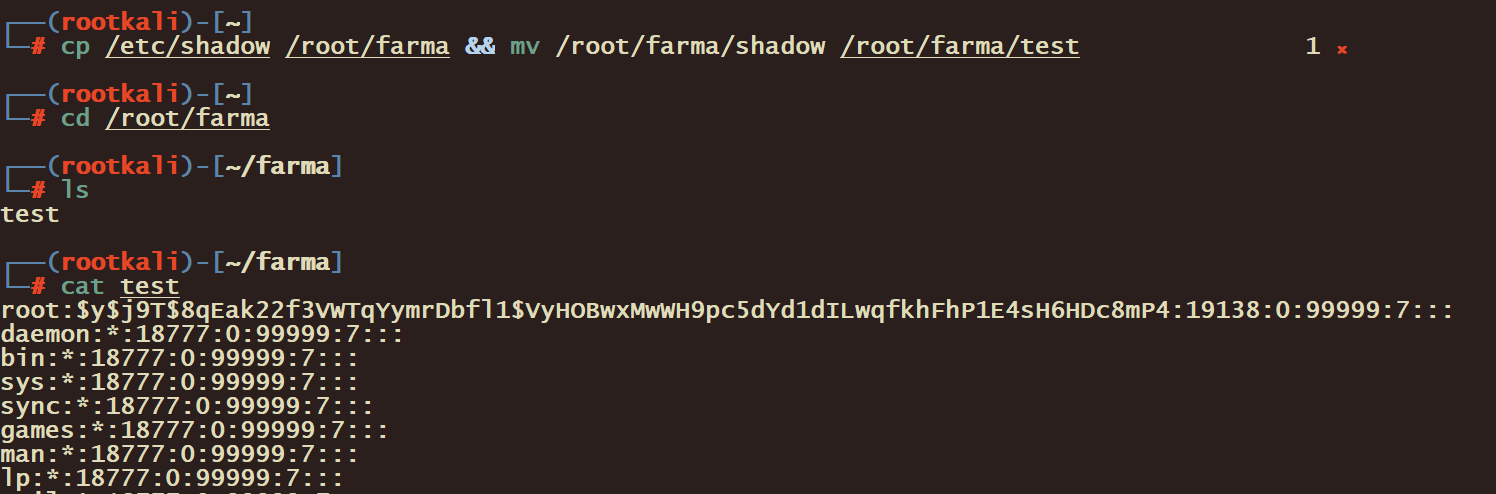 ┌──(rootkali)-[~]
└─# cp /etc/shadow /root/farma && mv /root/farma/shadow /root/farma/test 1 ⨯
┌──(rootkali)-[~]
└─# cd /root/farma
┌──(rootkali)-[~/farma]
└─# ls
test
┌──(rootkali)-[~/farma]
└─# cat test
root:$y$j9T$8qEak22f3VWTqYymrDbfl1$VyHOBwxMwWH9pc5dYd1dILwqfkhFhP1E4sH6HDc8mP4:19138:0:99999:7:::
daemon:*:18777:0:99999:7:::
bin:*:18777:0:99999:7:::
sys:*:18777:0:99999:7:::
sync:*:18777:0:99999:7:::
games:*:18777:0:99999:7:::
man:*:18777:0:99999:7:::
lp:*:18777:0:99999:7:::